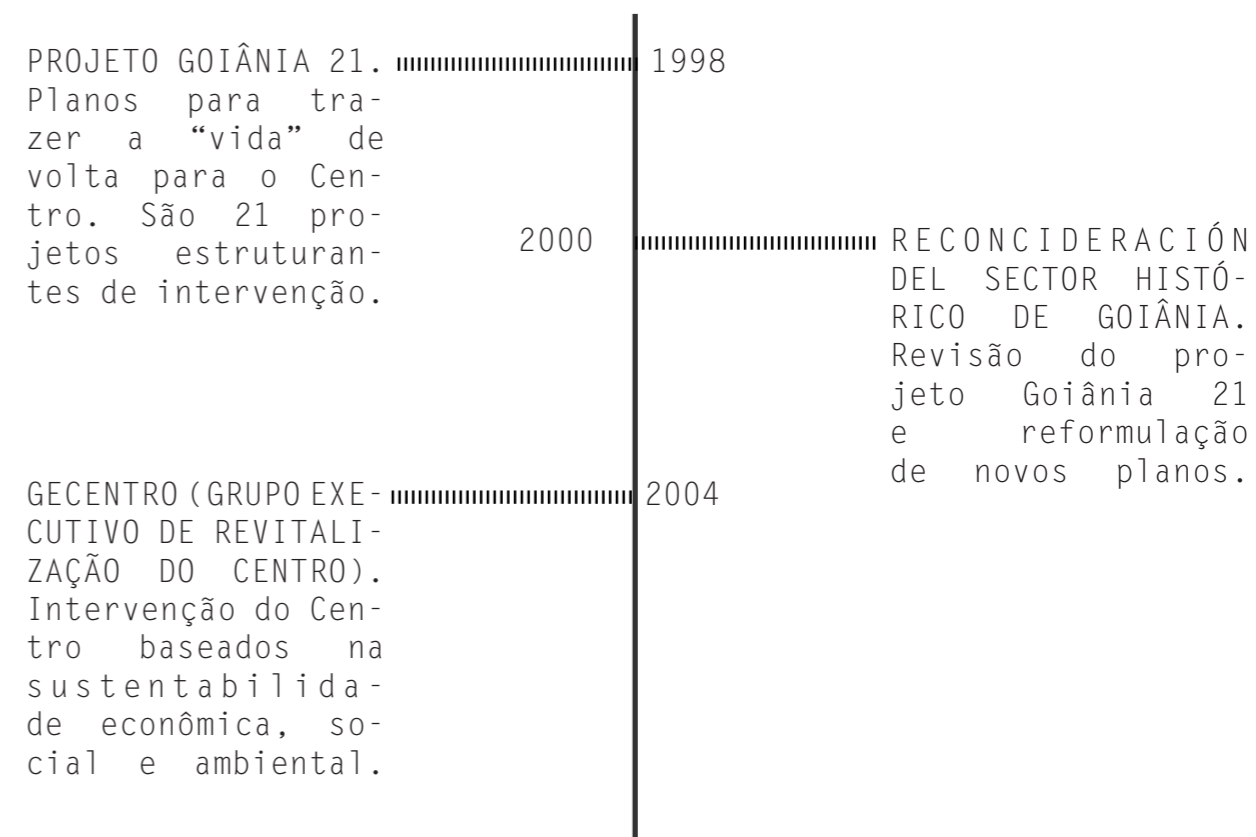 PROJETO GOIÂNIA 21.
Planos para tra-
zer a “vida” de
volta para o Cen-
tro. São 21 pro-
jetos estruturan-
tes de intervenção.
1998
2000
RECONCIDERACIÓN
DEL SECTOR HISTÓ-
RICO DE GOIÂNIA.
Revisão do pro-
jeto Goiânia 21
e reformulação
de novos planos.
GECENTRO (GRUPO EXE-
CUTIVO DE REVITALI-
ZAÇÃO DO CENTRO).
Intervenção do Cen-
tro baseados na
sustentabilida-
de econômica, so-
cial e ambiental.
2004